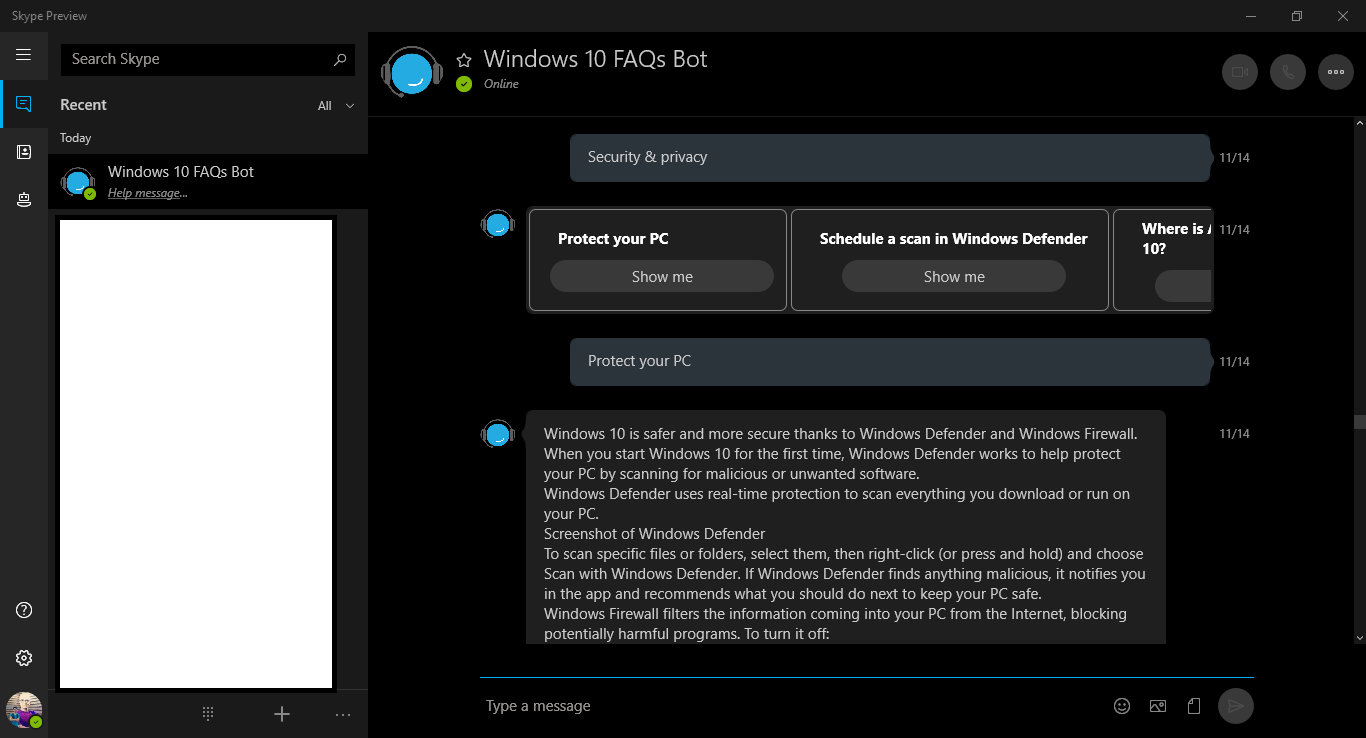 Skype Preview
Search Skype
Recent
All
Today
Windows 10 FAQs Bot
Help message...
Windows 10 FAQs Bot
Online
Security & privacy
11/14
Protect your PC
Show me
Schedule a scan in Windows Defender
Show me
Where is
10?
11/14
Protect your PC
11/14
Windows 10 is safer and more secure thanks to Windows Defender and Windows Firewall.
When you start Windows 10 for the first time, Windows Defender works to help protect
your PC by scanning for malicious or unwanted software.
Windows Defender uses real-time protection to scan everything you download or run on
your PC.
Screenshot of Windows Defender
To scan specific files or folders, select them, then right-click (or press and hold) and choose
Scan with Windows Defender. If Windows Defender finds anything malicious, it notifies you
in the app and recommends what you should do next to keep your PC safe.
Windows Firewall filters the information coming into your PC from the Internet, blocking
potentially harmful programs. To turn it off:
11/14
Type a message